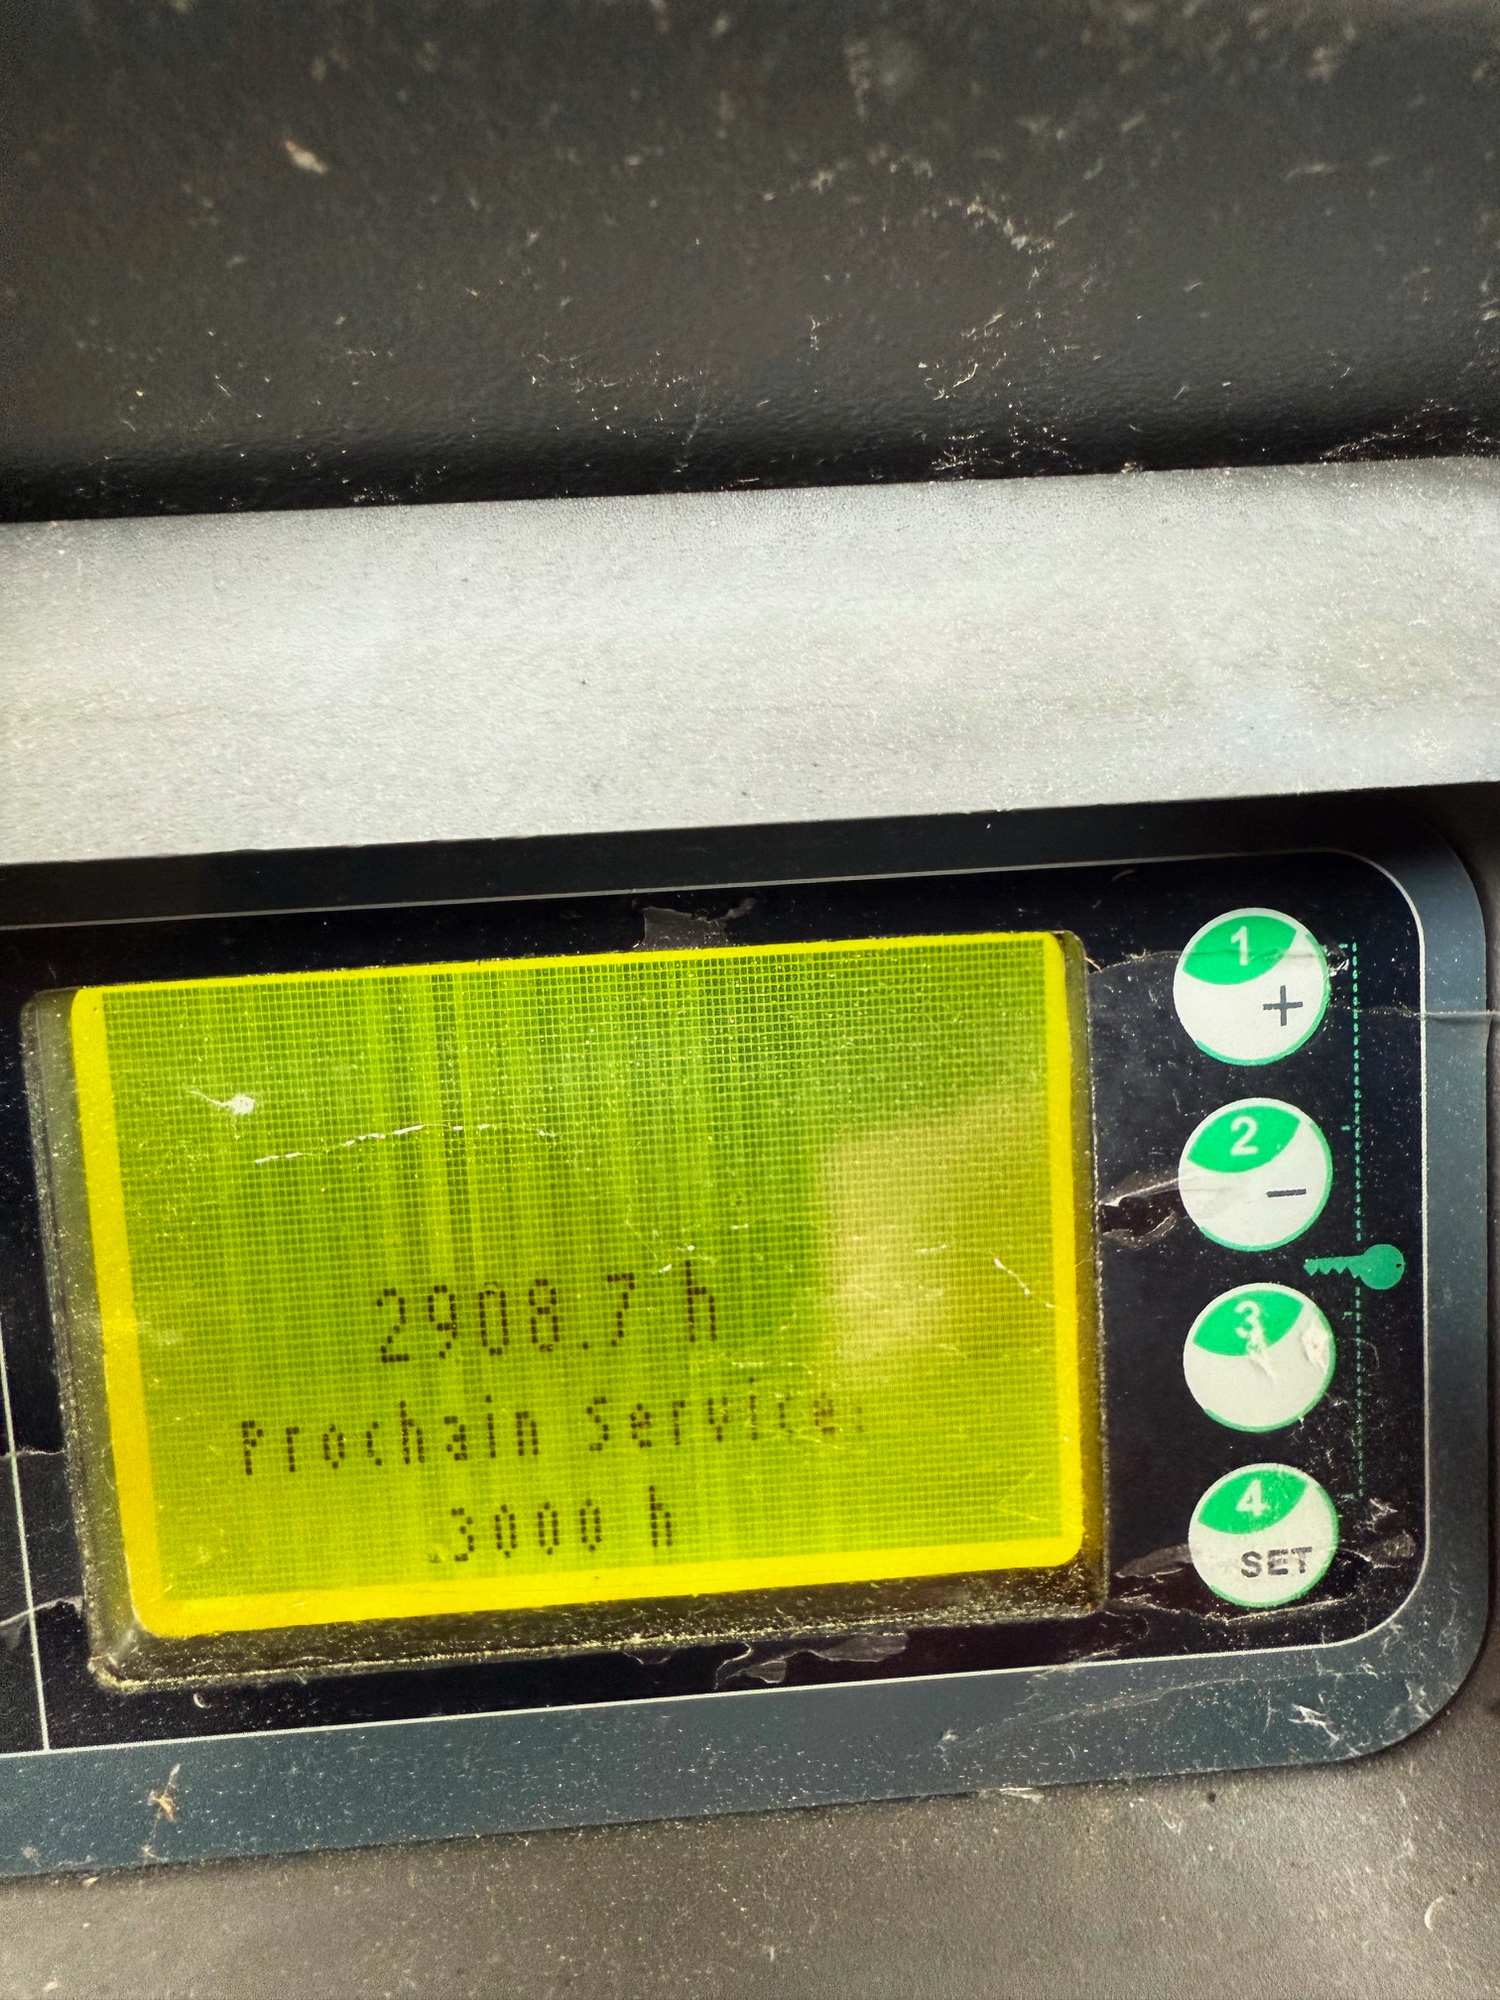 2908.7 h
Prochain Service:
3000 h
1
+
2
−
3
4
SET